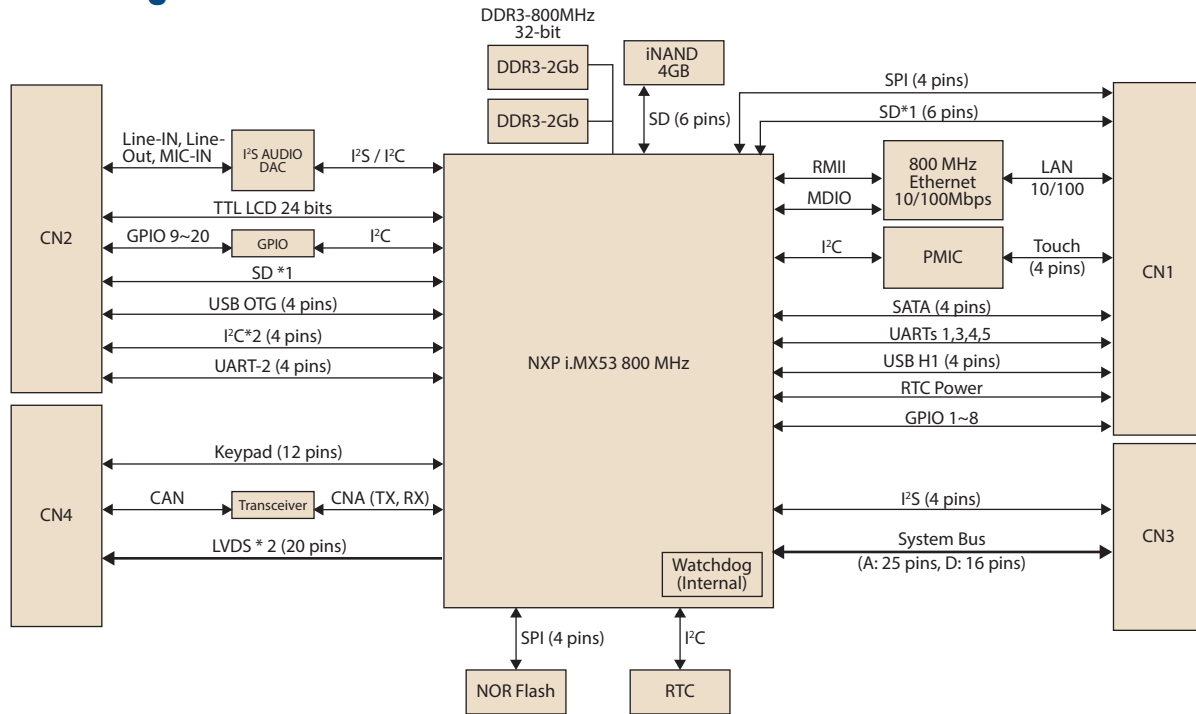 DDR3-800MHz
32-bit
DDR3-2Gb
DDR3-2Gb
iNAND
4GB
SD (6 pins)
SPI (4 pins)
SD*1 (6 pins)
CN2
Line-IN, Line-
Out, MIC-IN
I²S AUDIO
DAC
I²S / I²C
TTL LCD 24 bits
GPIO 9~20
GPIO
I²C
SD *1
USB OTG (4 pins)
I²C*2 (4 pins)
UART-2 (4 pins)
CN4
Keypad (12 pins)
CAN
Transceiver
CNA (TX, RX)
LVDS * 2 (20 pins)
NXP i.MX53 800 MHz
Watchdog
(Internal)
RMII
MDIO
800 MHz
Ethernet
10/100Mbps
LAN
10/100
I²C
PMIC
Touch
(4 pins)
CN1
SATA (4 pins)
UARTs 1,3,4,5
USB H1 (4 pins)
RTC Power
GPIO 1~8
I²S (4 pins)
System Bus
(A: 25 pins, D: 16 pins)
CN3
SPI (4 pins)
I²C
NOR Flash
RTC